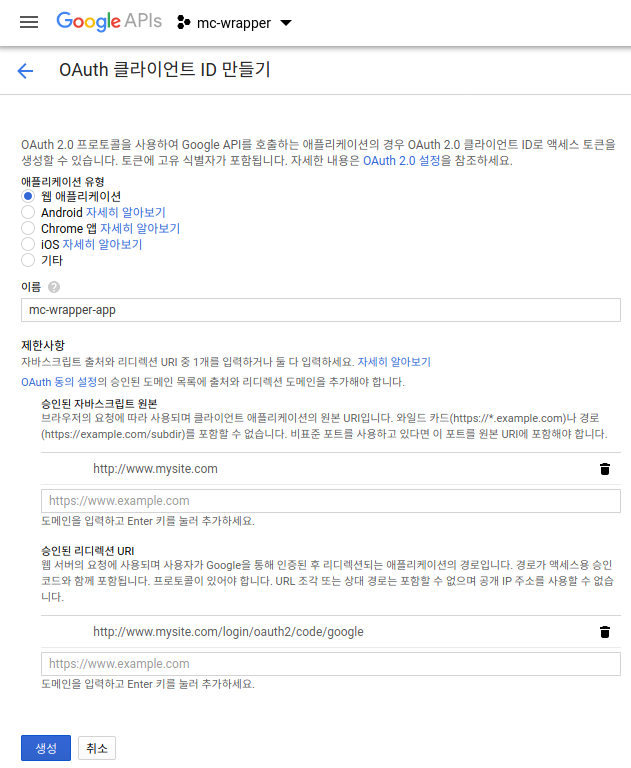 Google APIs mc-wrapper
OAuth 클라이언트 ID 만들기
OAuth 2.0 프로토콜을 사용하여 Google API를 호출하는 애플리케이션의 경우 OAuth 2.0 클라이언트 ID로 액세스 토큰을
생성할 수 있습니다. 토큰에 고유 식별자가 포함됩니다. 자세한 내용은 OAuth 2.0 설정을 참조하세요.
애플리케이션 유형
웹 애플리케이션
Android 자세히 알아보기
Chrome 앱 자세히 알아보기
iOS 자세히 알아보기
기타
이름 ?
mc-wrapper-app
제한사항
자바스크립트 출처와 리디렉션 URI 중 1개를 입력하거나 둘 다 입력하세요. 자세히 알아보기
OAuth 동의 설정의 승인된 도메인 목록에 출처와 리디렉션 도메인을 추가해야 합니다.
승인된 자바스크립트 원본
브라우저의 요청에 따라 사용되며 클라이언트 애플리케이션의 원본 URI입니다. 와일드 카드(https://*.example.com)나 경로
(https://example.com/subdir)를 포함할 수 없습니다. 비표준 포트를 사용하고 있다면 이 포트를 원본 URI에 포함해야 합니다.
http://www.mysite.com
https://www.example.com
도메인을 입력하고 Enter 키를 눌러 추가하세요.
승인된 리디렉션 URI
웹 서버의 요청에 사용되며 사용자가 Google을 통해 인증된 후 리디렉션되는 애플리케이션의 경로입니다. 경로가 액세스용 승인
코드와 함께 포함됩니다. 프로토콜이 있어야 합니다. URL 조각 또는 상대 경로는 포함할 수 없으며 공개 IP 주소를 사용할 수 없습
니다.
http://www.mysite.com/login/oauth2/code/google
https://www.example.com
도메인을 입력하고 Enter 키를 눌러 추가하세요.
생성 취소